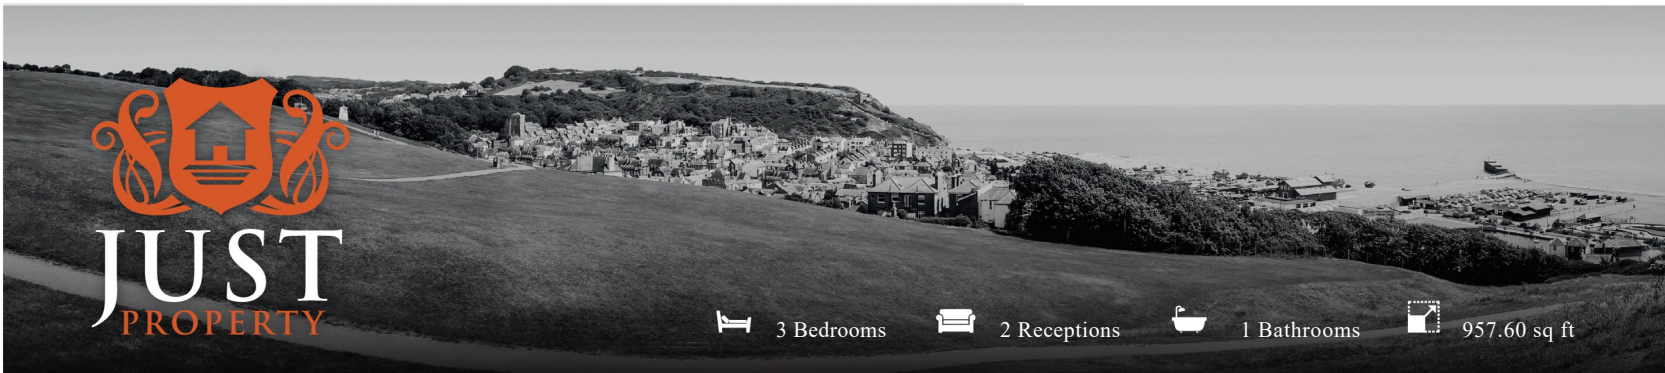 JUST
PROPERTY
3 Bedrooms
2 Receptions
1 Bathrooms
957.60 sq ft